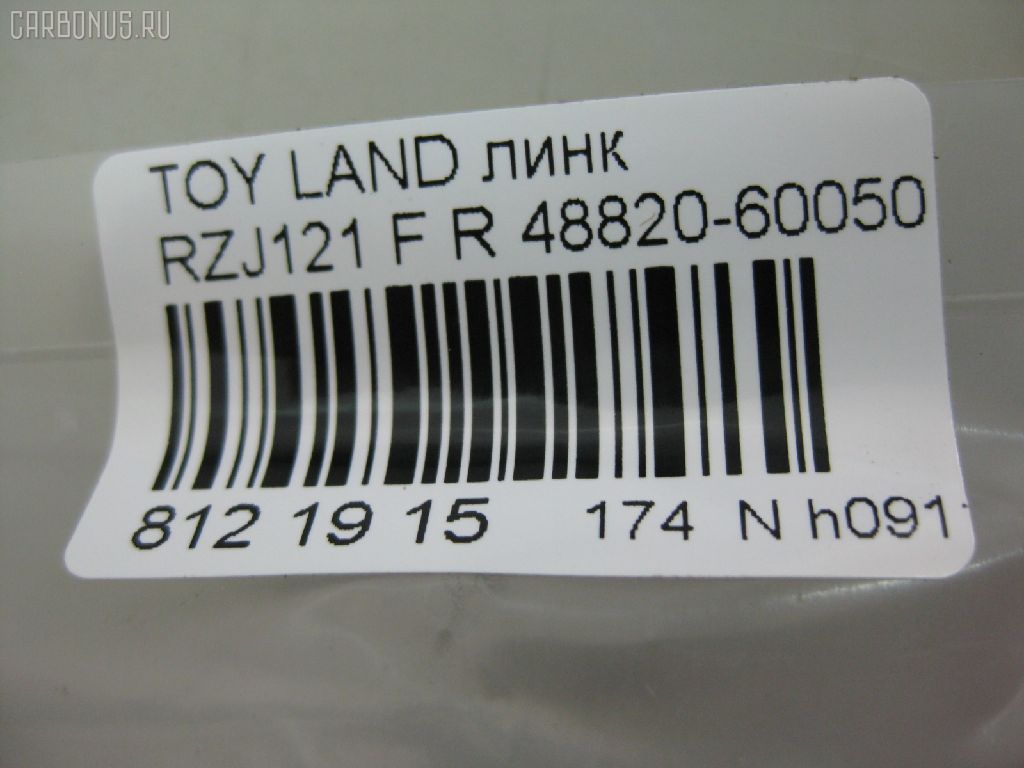 CARBONUS.RU
TOY LAND линк
RZJ121 F R 48820-60050
812 19 15 174 N h091